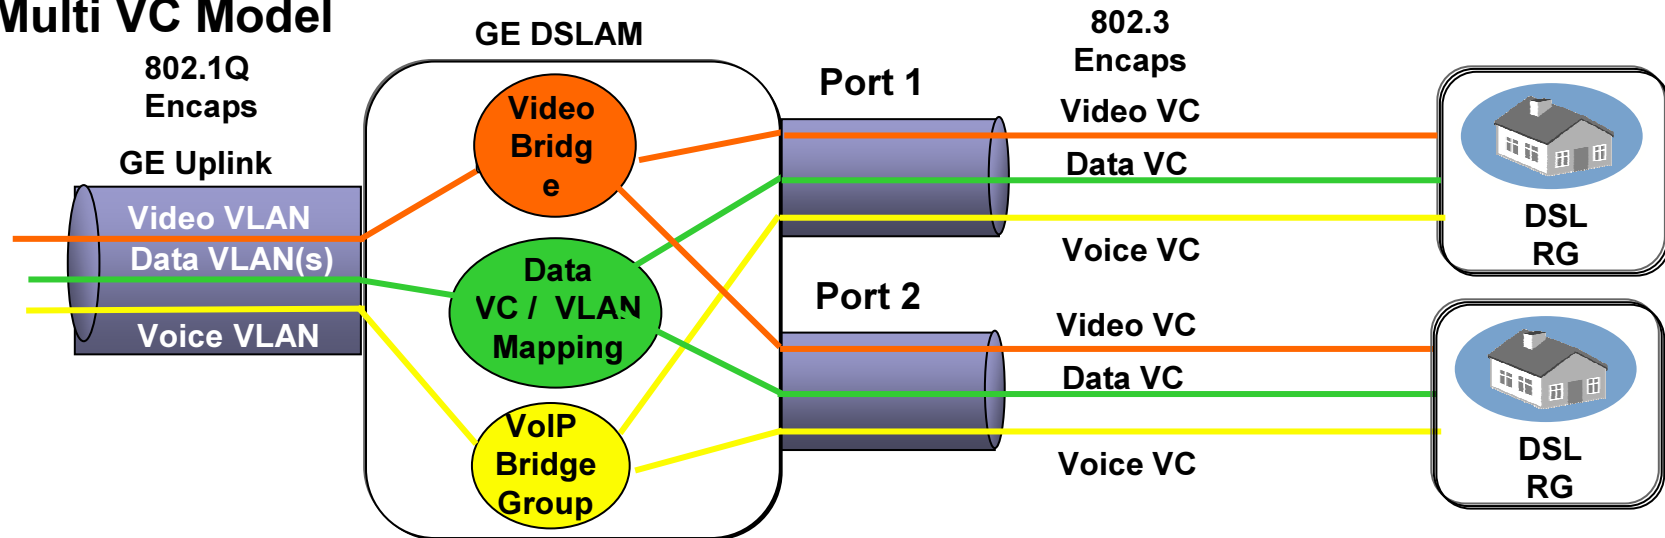 Multi VC Model
802.1Q
Encaps
GE Uplink
Video VLAN
Data VLAN(s)
Voice VLAN
GE DSLAM
Video
Bridg
e
Data
VC / VLAN
Mapping
VoIP
Bridge
Group
Port 1
Port 2
802.3
Encaps
Video VC
Data VC
Voice VC
Video VC
Data VC
Voice VC
DSL
RG
DSL
RG